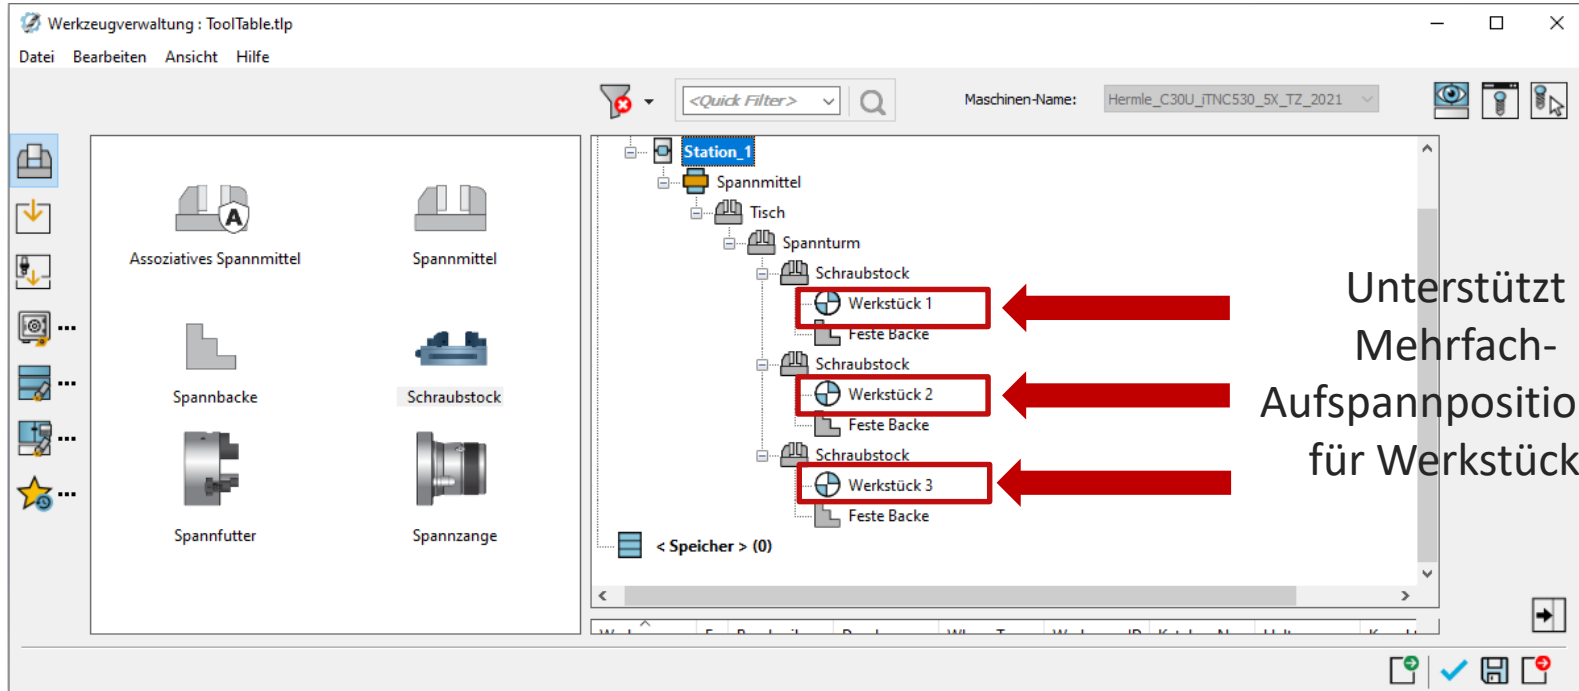 Werkzeugverwaltung : ToolTable.tlp
Datei Bearbeiten Ansicht Hilfe
<Quick Filter>
Maschinen-Name:
Hermle_C30U_iTNC530_5X_TZ_2021
Assoziatives Spannmittel
Spannmittel
Spannbacke
Schraubstock
Spannfutter
Spannzange
Station_1
Spannmittel
Tisch
Spannturm
Schraubstock
Werkstück 1
Feste Backe
Schraubstock
Werkstück 2
Feste Backe
Schraubstock
Werkstück 3
Feste Backe
< Speicher > (0)
Unterstützt
Mehrfach-
Aufspannpositio
für Werkstück